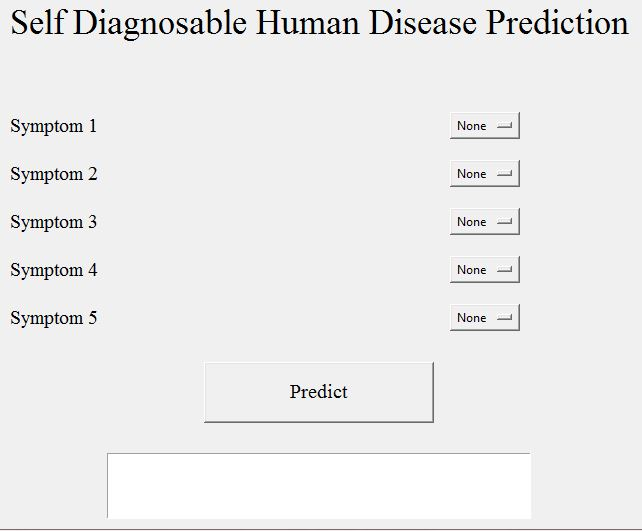 Self Diagnosable Human Disease Prediction
Symptom 1 None
Symptom 2 None
Symptom 3 None
Symptom 4 None
Symptom 5 None
Predict